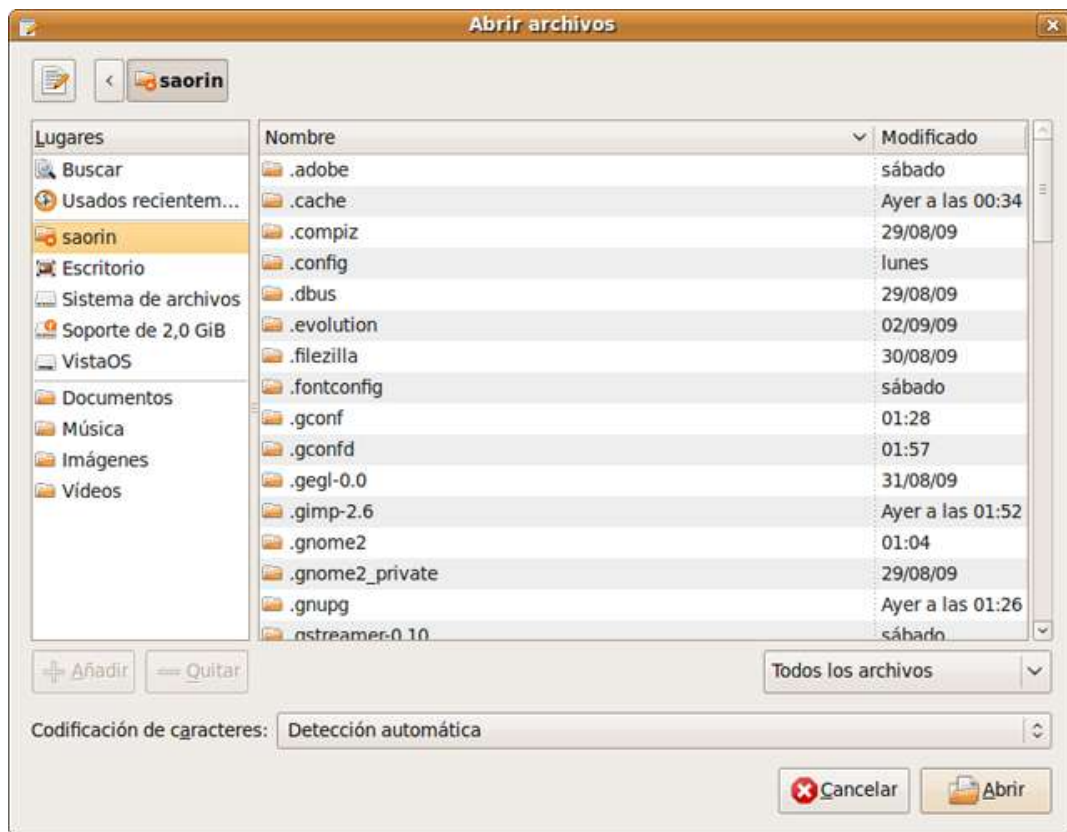 Abrir archivos
saorin
Lugares
Buscar
Usados recientem...
saorin
Escritorio
Sistema de archivos
Soporte de 2,0 GiB
VistaOS
Documentos
Música
Imágenes
Vídeos
Nombre Modificado
.adobe sábado
.cache Ayer a las 00:34
.compiz 29/08/09
.config lunes
.dbus 29/08/09
.evolution 02/09/09
.filezilla 30/08/09
.fontconfig sábado
.gconf 01:28
.gconfd 01:57
.gegl-0.0 31/08/09
.gimp-2.6 Ayer a las 01:52
.gnome2 01:04
.gnome2_private 29/08/09
.gnupg Ayer a las 01:26
.gstreamer-0.10 sábado
Añadir Quitar Todos los archivos
Codificación de caracteres: Detección automática
Cancelar Abrir